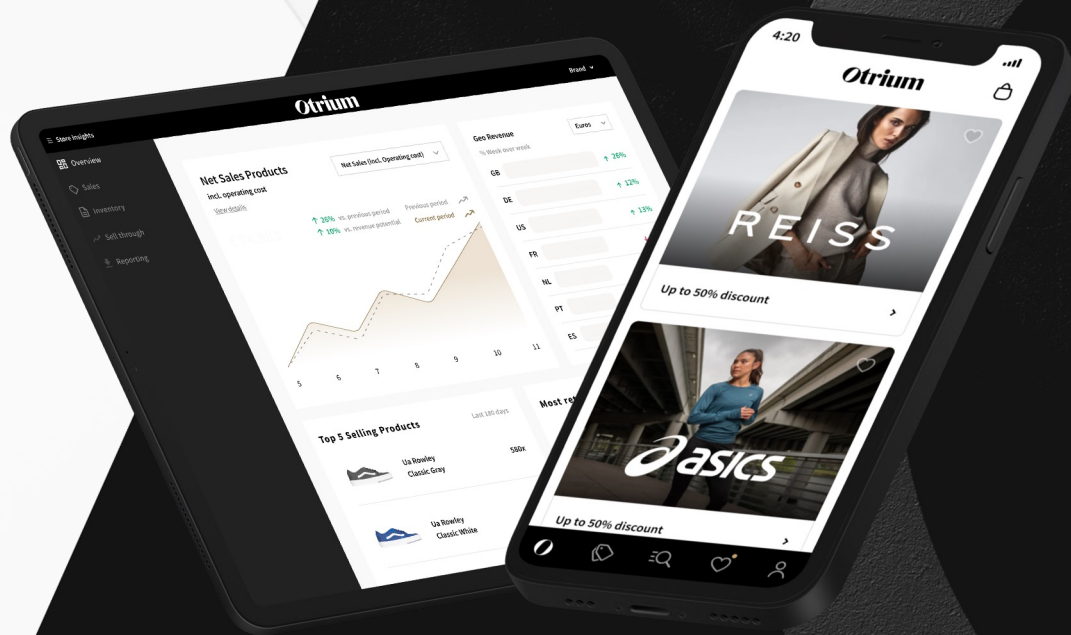 Otrium
Store Insights
Brand
Overview
Sales
Inventory
Sell through
Reporting
Net Sales Products
incl. operating cost
View details
Net Sales (incl. Operating cost)
↑ 26% vs. previous period
Previous period
↑ 10% vs. revenue potential
Current period
5 6 7 8 9 10 11
Geo Revenue
Euros
% Week over week
GB ↑ 26%
DE ↑ 12%
US ↑ 13%
FR
NL
PT
ES
Top 5 Selling Products
Last 180 days
Ua Rowley
Classic Gray
580x
Ua Rowley
Classic White
Most
4:20
Otrium
REISS
Up to 50% discount
asics
Up to 50% discount